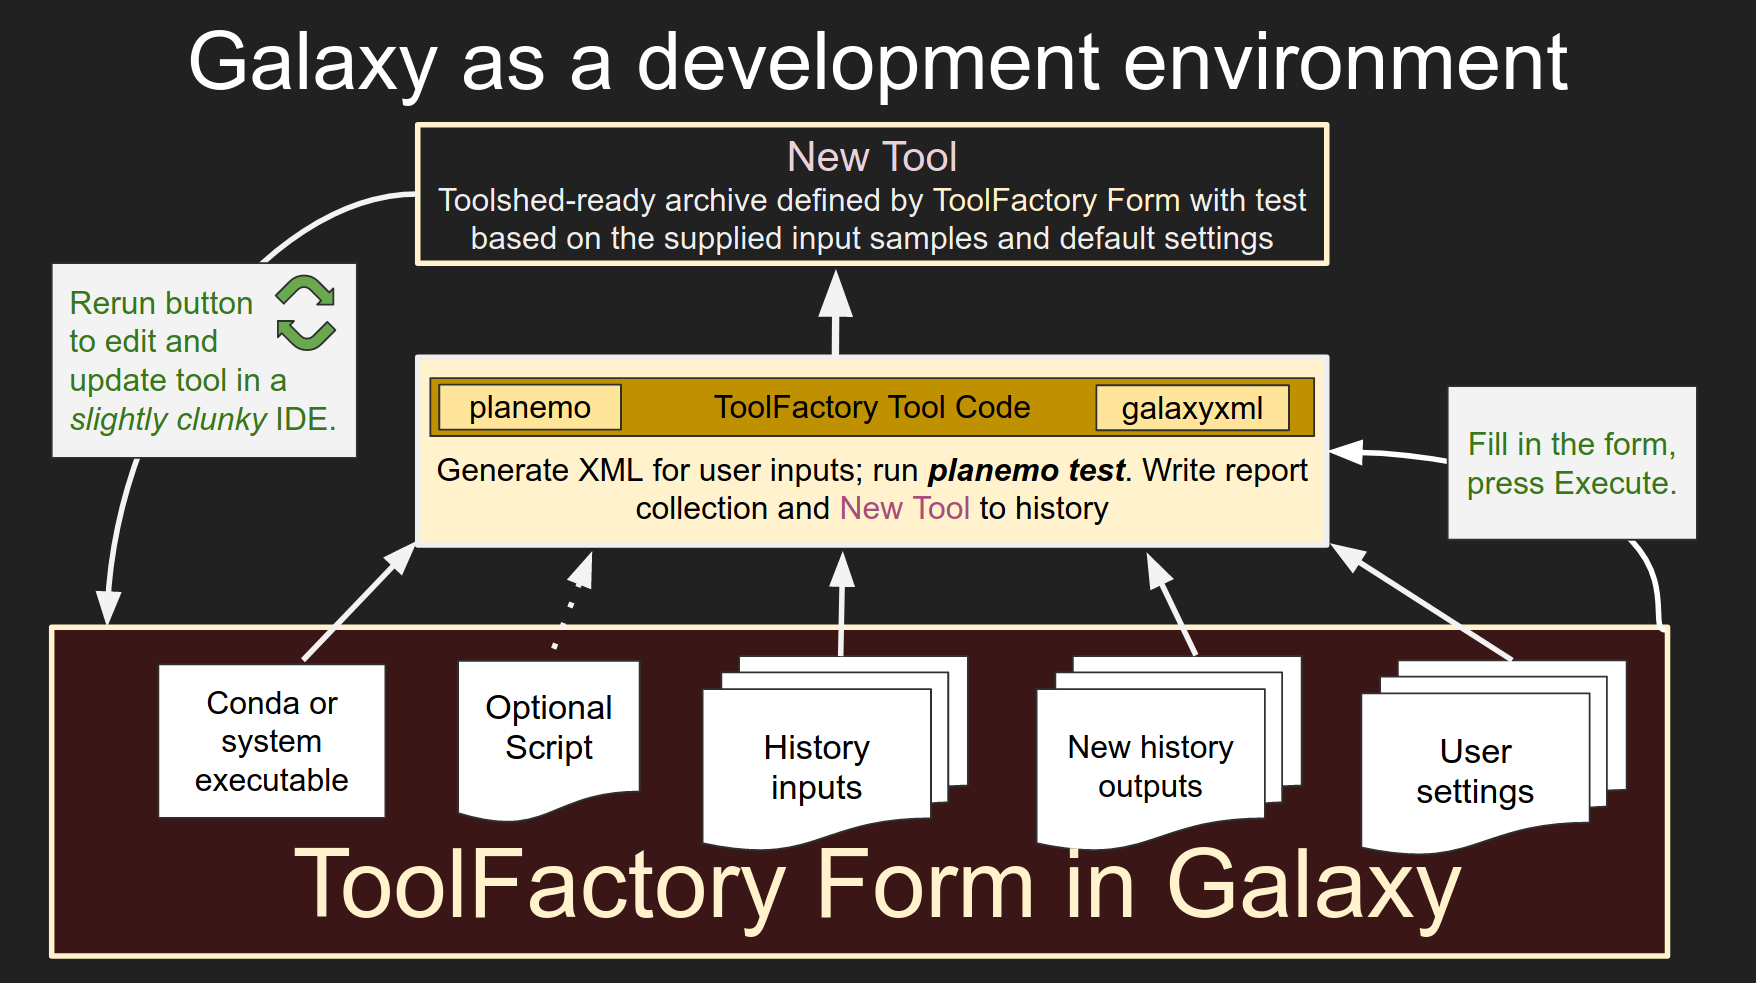 Galaxy as a development environment
New Tool
Toolshed-ready archive defined by ToolFactory Form with test
based on the supplied input samples and default settings
Rerun button
to edit and
update tool in a
slightly clunky IDE.
planemo
ToolFactory Tool Code
galaxyxml
Generate XML for user inputs; run planemo test. Write report
collection and New Tool to history
Fill in the form,
press Execute.
Conda or
system
executable
Optional
Script
History
inputs
New history
outputs
User
settings
ToolFactory Form in Galaxy